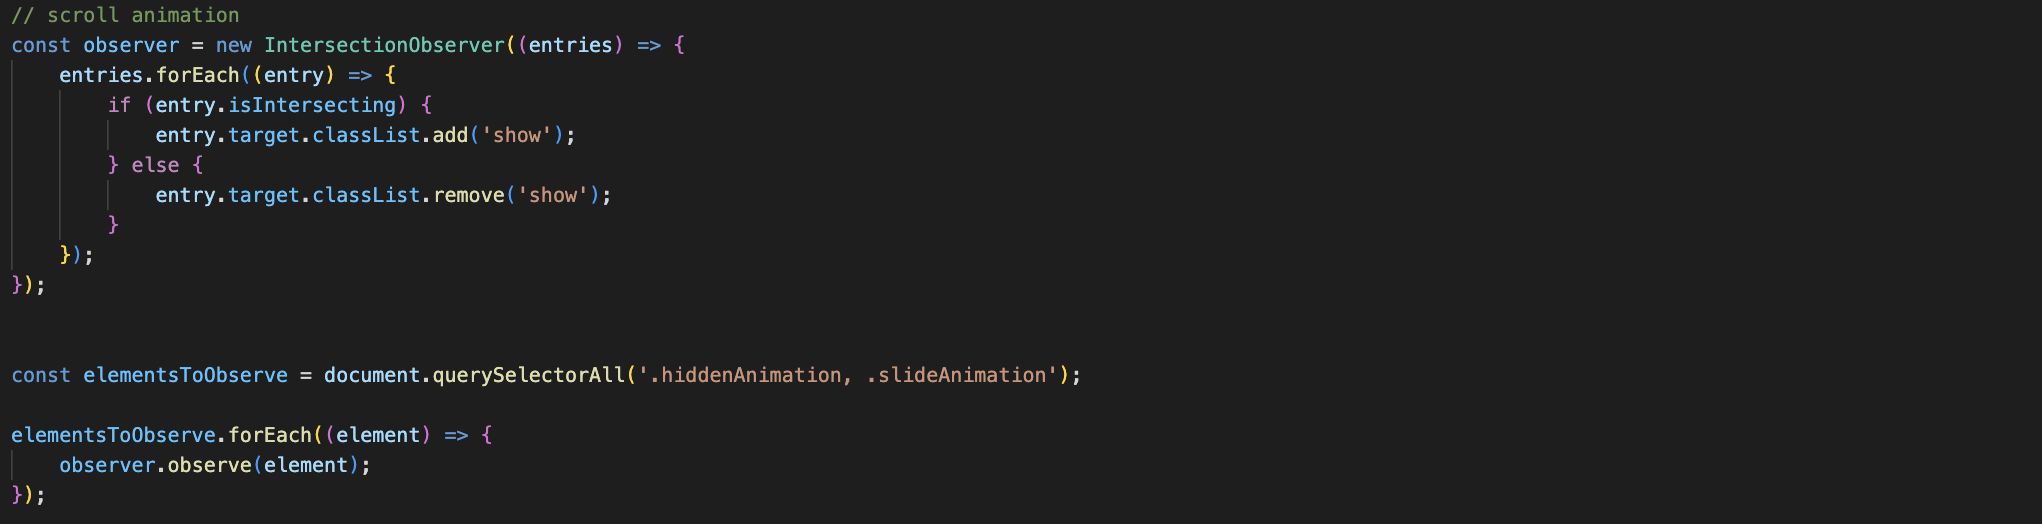 // scroll animation
const observer = new IntersectionObserver((entries) => {
    entries.forEach((entry) => {
        if (entry.isIntersecting) {
            entry.target.classList.add('show');
        } else {
            entry.target.classList.remove('show');
        }
    });
});
const elementsToObserve = document.querySelectorAll('.hiddenAnimation, .slideAnimation');
elementsToObserve.forEach((element) => {
    observer.observe(element);
});